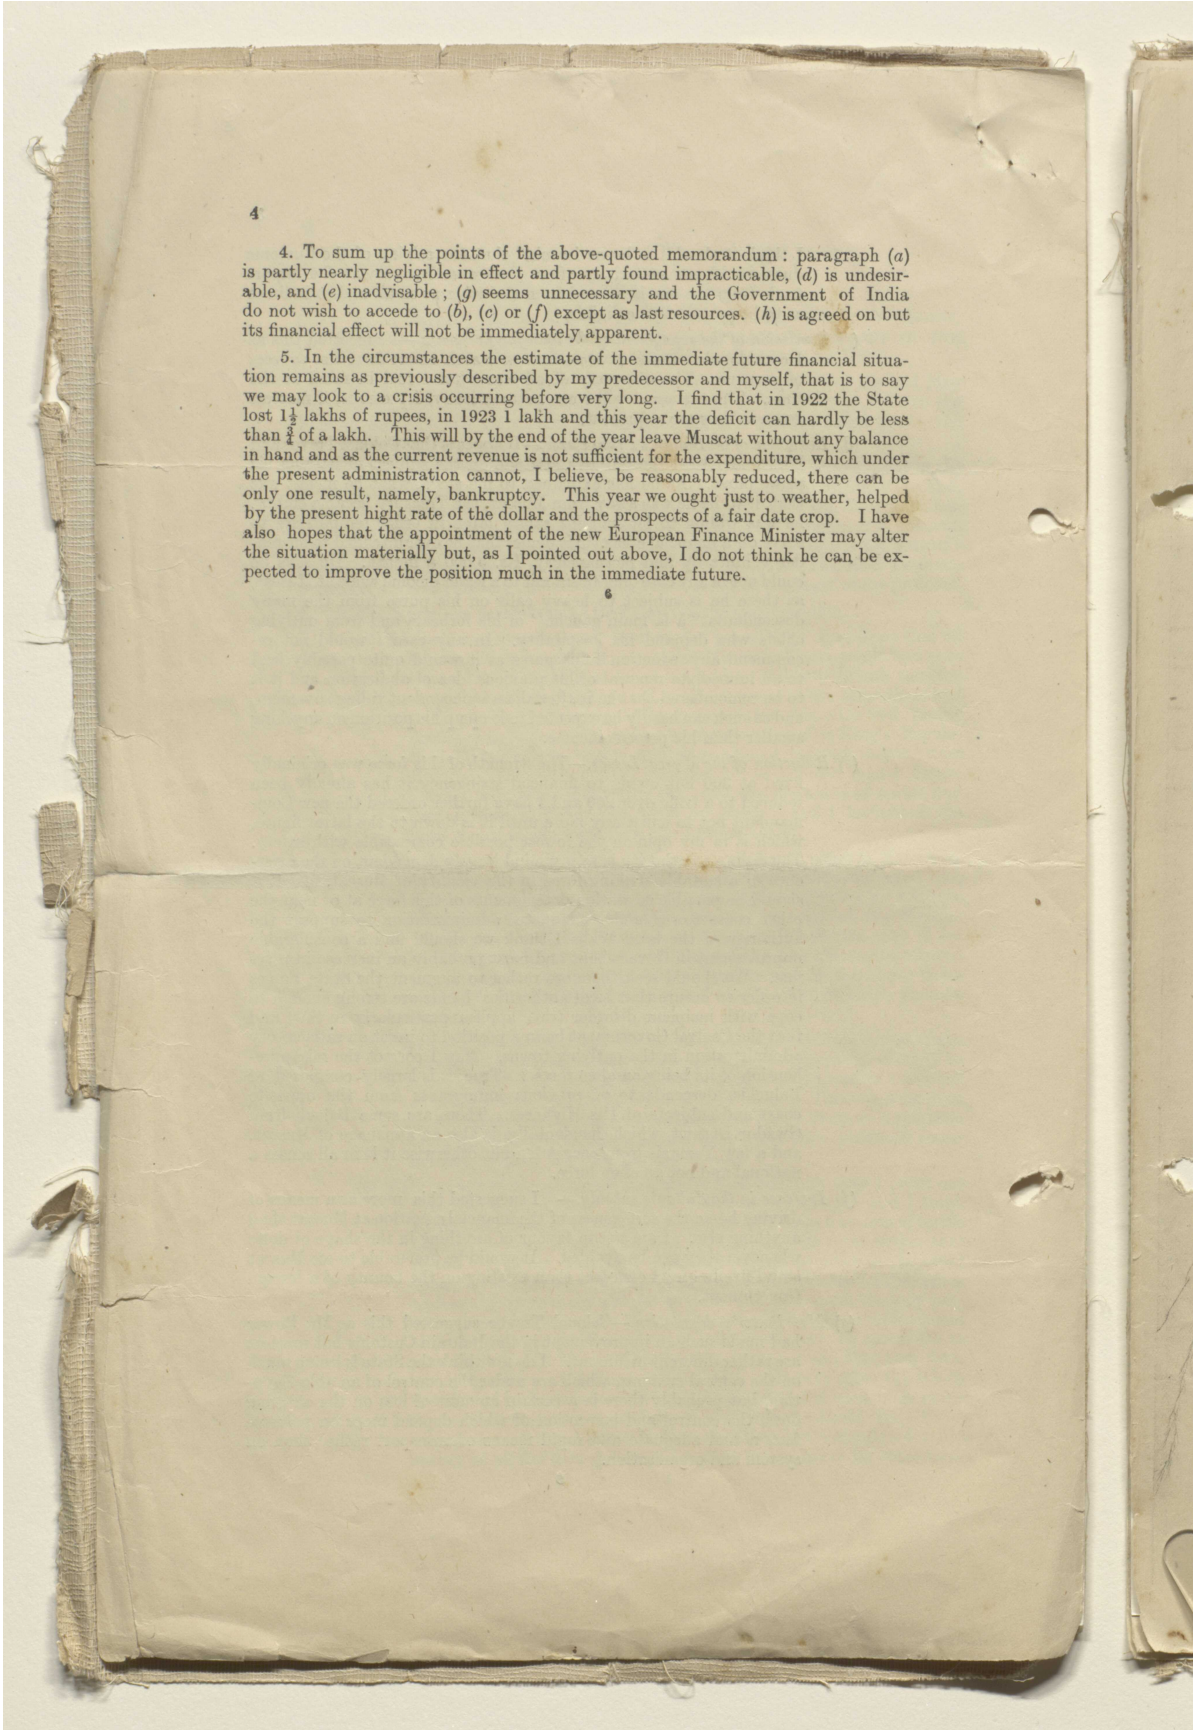 4
4. To sum up the points of the above-quoted memorandum : paragraph (a)
is partly nearly negligible in effect and partly found impracticable, (d) is undesir-
able, and (e) inadvisable ; (g) seems unnecessary and the Government of India
do not wish to accede to (b), (c) or (f) except as last resources. (h) is agreed on but
its financial effect will not be immediately apparent.
5. In the circumstances the estimate of the immediate future financial situa-
tion remains as previously described by my predecessor and myself, that is to say
we may look to a crisis occurring before very long. I find that in 1922 the State
lost 1½ lakhs of rupees, in 1923 1 lakh and this year the deficit can hardly be less
than ¾ of a lakh. This will by the end of the year leave Muscat without any balance
in hand and as the current revenue is not sufficient for the expenditure, which under
the present administration cannot, I believe, be reasonably reduced, there can be
only one result, namely, bankruptcy. This year we ought just to weather, helped
by the present hight rate of the dollar and the prospects of a fair date crop. I have
also hopes that the appointment of the new European Finance Minister may alter
the situation materially but, as I pointed out above, I do not think he can be ex-
pected to improve the position much in the immediate future.
6